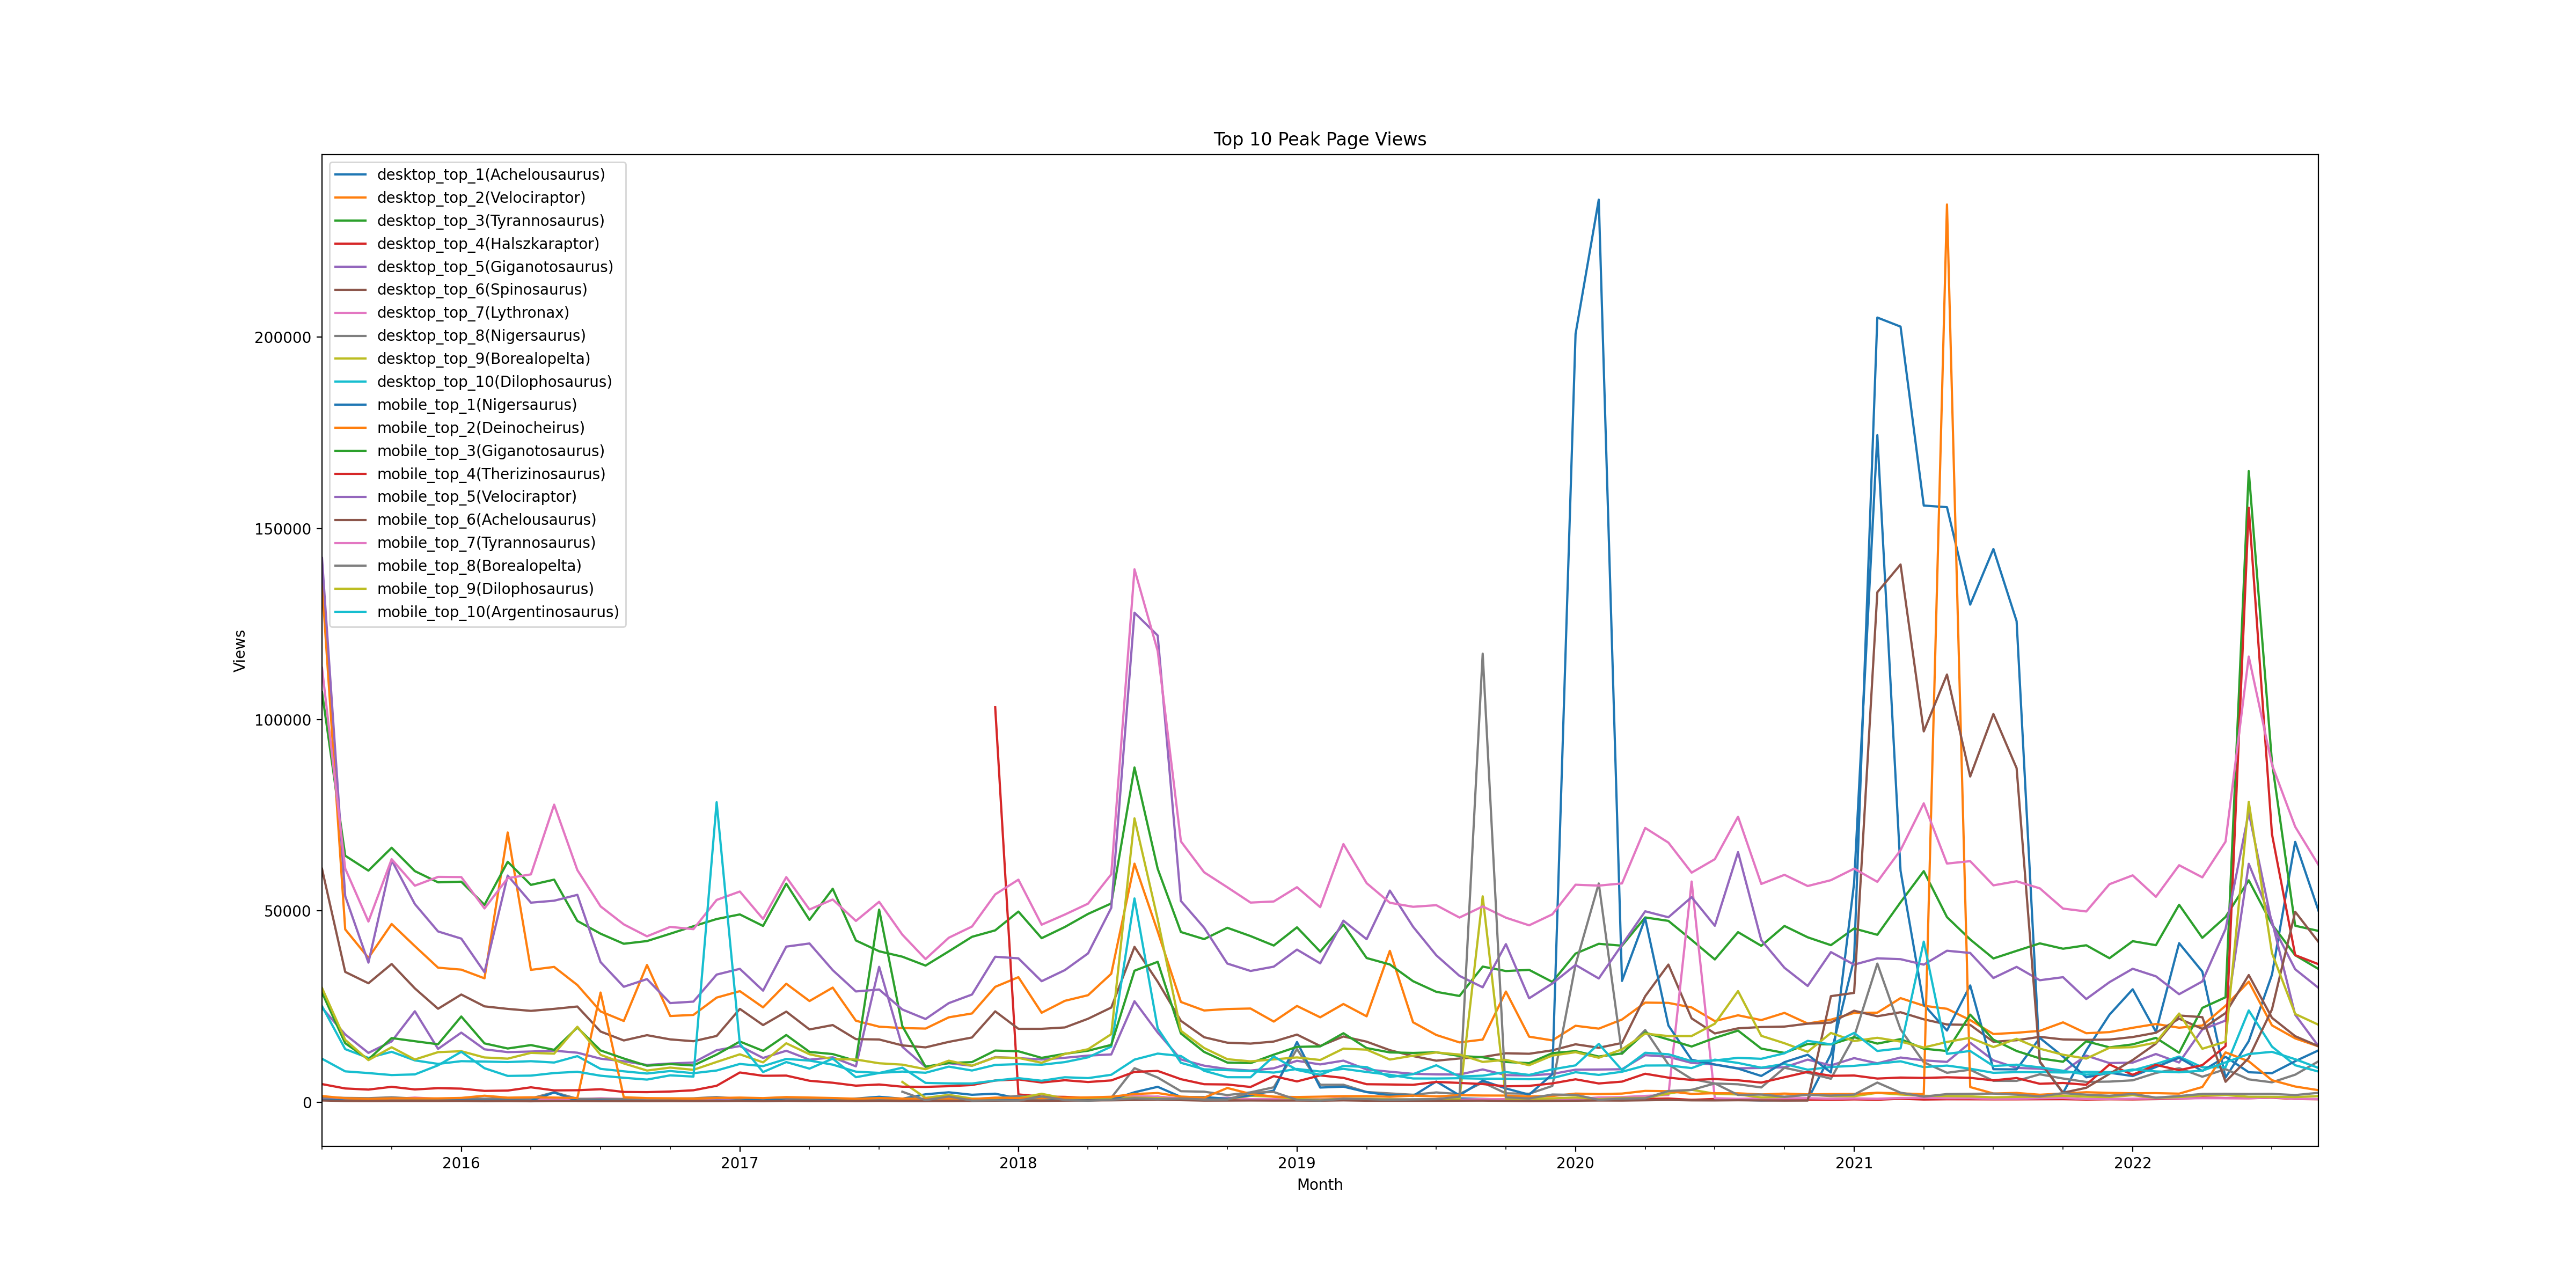 Top 10 Peak Page Views
desktop_top_1(Achelousaurus)
desktop_top_2(Velociraptor)
desktop_top_3(Tyrannosaurus)
desktop_top_4(Halszkaraptor)
desktop_top_5(Giganotosaurus)
desktop_top_6(Spinosaurus)
desktop_top_7(Lythronax)
desktop_top_8(Nigersaurus)
desktop_top_9(Borealopelta)
desktop_top_10(Dilophosaurus)
mobile_top_1(Nigersaurus)
mobile_top_2(Deinocheirus)
mobile_top_3(Giganotosaurus)
mobile_top_4(Therizinosaurus)
mobile_top_5(Velociraptor)
mobile_top_6(Achelousaurus)
mobile_top_7(Tyrannosaurus)
mobile_top_8(Borealopelta)
mobile_top_9(Dilophosaurus)
mobile_top_10(Argentinosaurus)
Views
200000
150000
100000
50000
0
2016 2017 2018 2019 2020 2021 2022
Month